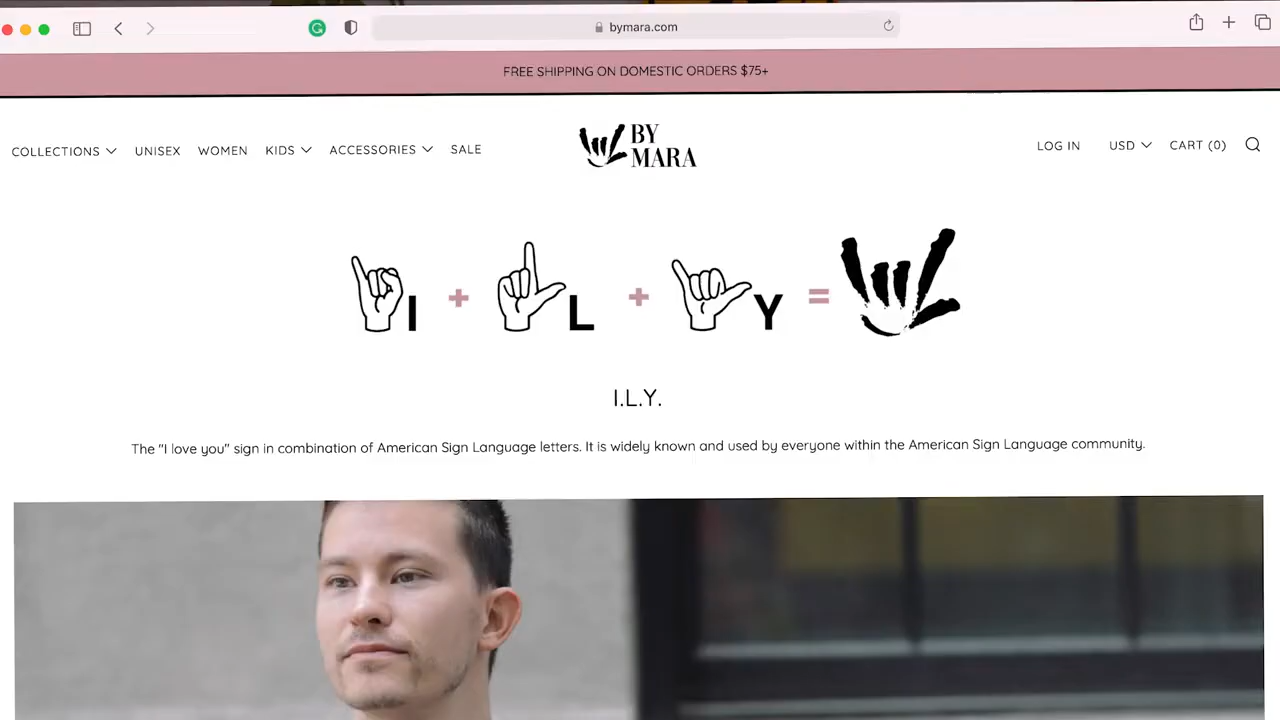 bymara.com
FREE SHIPPING ON DOMESTIC ORDERS $75+
COLLECTIONS UNISEX WOMEN KIDS ACCESSORIES SALE
BY
MARA
LOG IN USD CART (0)
I + L + Y =
I.L.Y.
The "I love you" sign in combination of American Sign Language letters. It is widely known and used by everyone within the American Sign Language community.